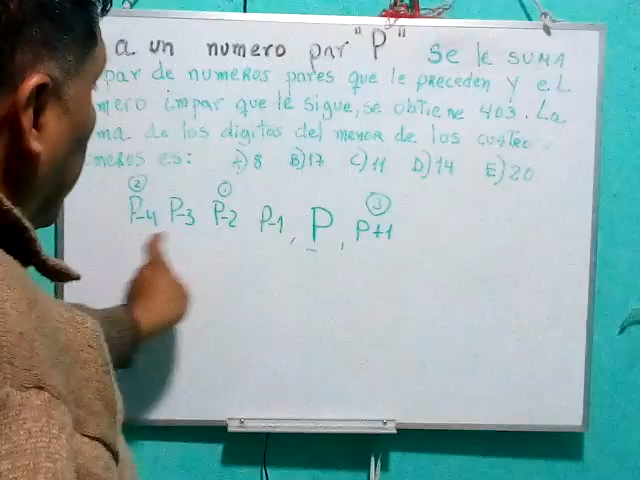 a un numero par "P" se le suma
par de numeros pares que le preceden y el
mero impar que le sigue, se obtiene 403. La
ma de los digitos del menor de los cuatro
meros es: A) 8 B) 17 C) 11 D) 14 E) 20
② ① ③
P-4 P-3 P-2 P-1, P, P+1